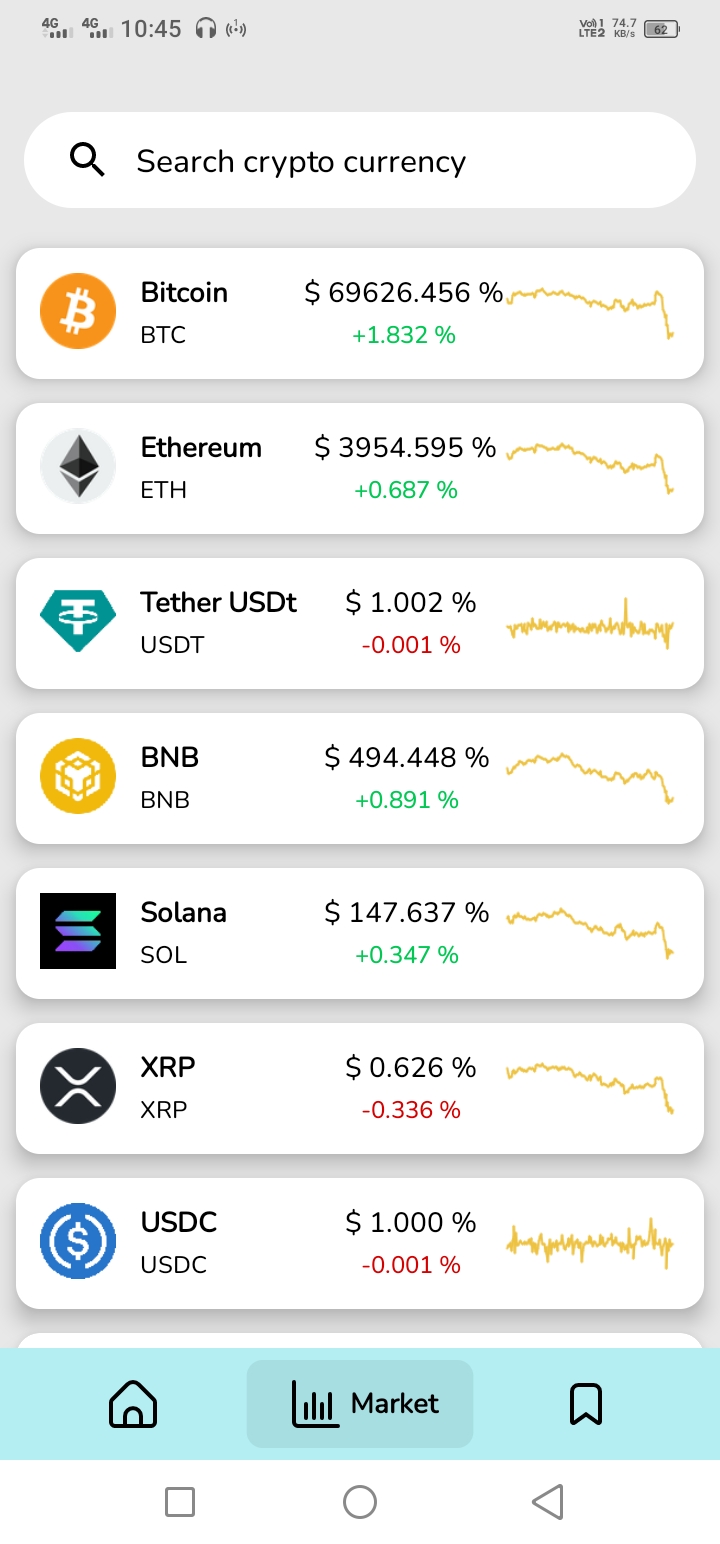 4G 4G 10:45 1 Vo)) 1 LTE2 74.7 KB/s 62
Search crypto currency
Bitcoin $ 69626.456 %
BTC +1.832 %
Ethereum $ 3954.595 %
ETH +0.687 %
Tether USDt $ 1.002 %
USDT -0.001 %
BNB $ 494.448 %
BNB +0.891 %
Solana $ 147.637 %
SOL +0.347 %
XRP $ 0.626 %
XRP -0.336 %
USDC $ 1.000 %
USDC -0.001 %
Market